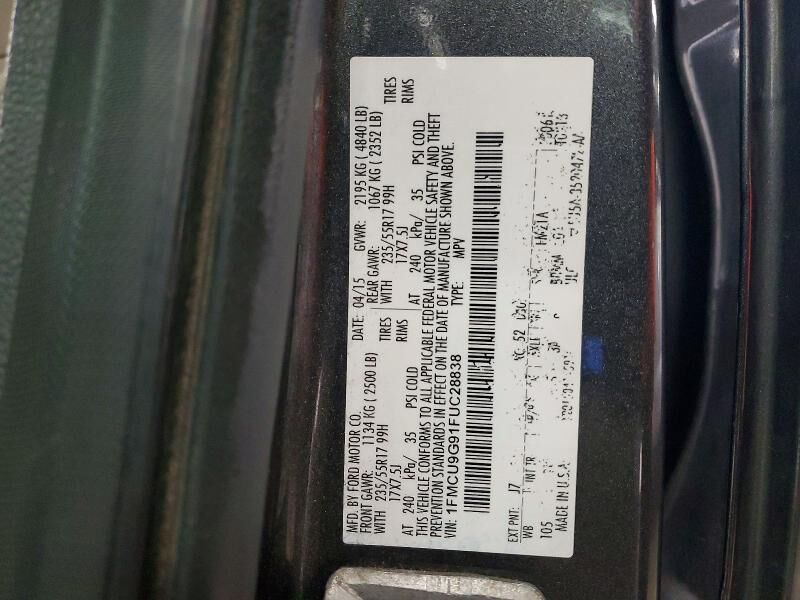 MFD. BY FORD MOTOR CO.
DATE: 04/15
GVWR: 2195 KG ( 4840 LB)
FRONT GAWR: 1134 KG ( 2500 LB)
REAR GAWR: 1067 KG ( 2352 LB)
WITH 235/55R17 99H TIRES
WITH 235/55R17 99H TIRES
17X7.5J RIMS
17X7.5J RIMS
AT 240 kPa/ 35 PSI COLD
AT 240 kPa/ 35 PSI COLD
THIS VEHICLE CONFORMS TO ALL APPLICABLE FEDERAL MOTOR VEHICLE SAFETY AND THEFT
PREVENTION STANDARDS IN EFFECT ON THE DATE OF MANUFACTURE SHOWN ABOVE.
VIN: 1FMCU9G91FUC28838
TYPE: MPV
EXT PNT: J7
52
WB INT TR
105
MADE IN U.S.A.